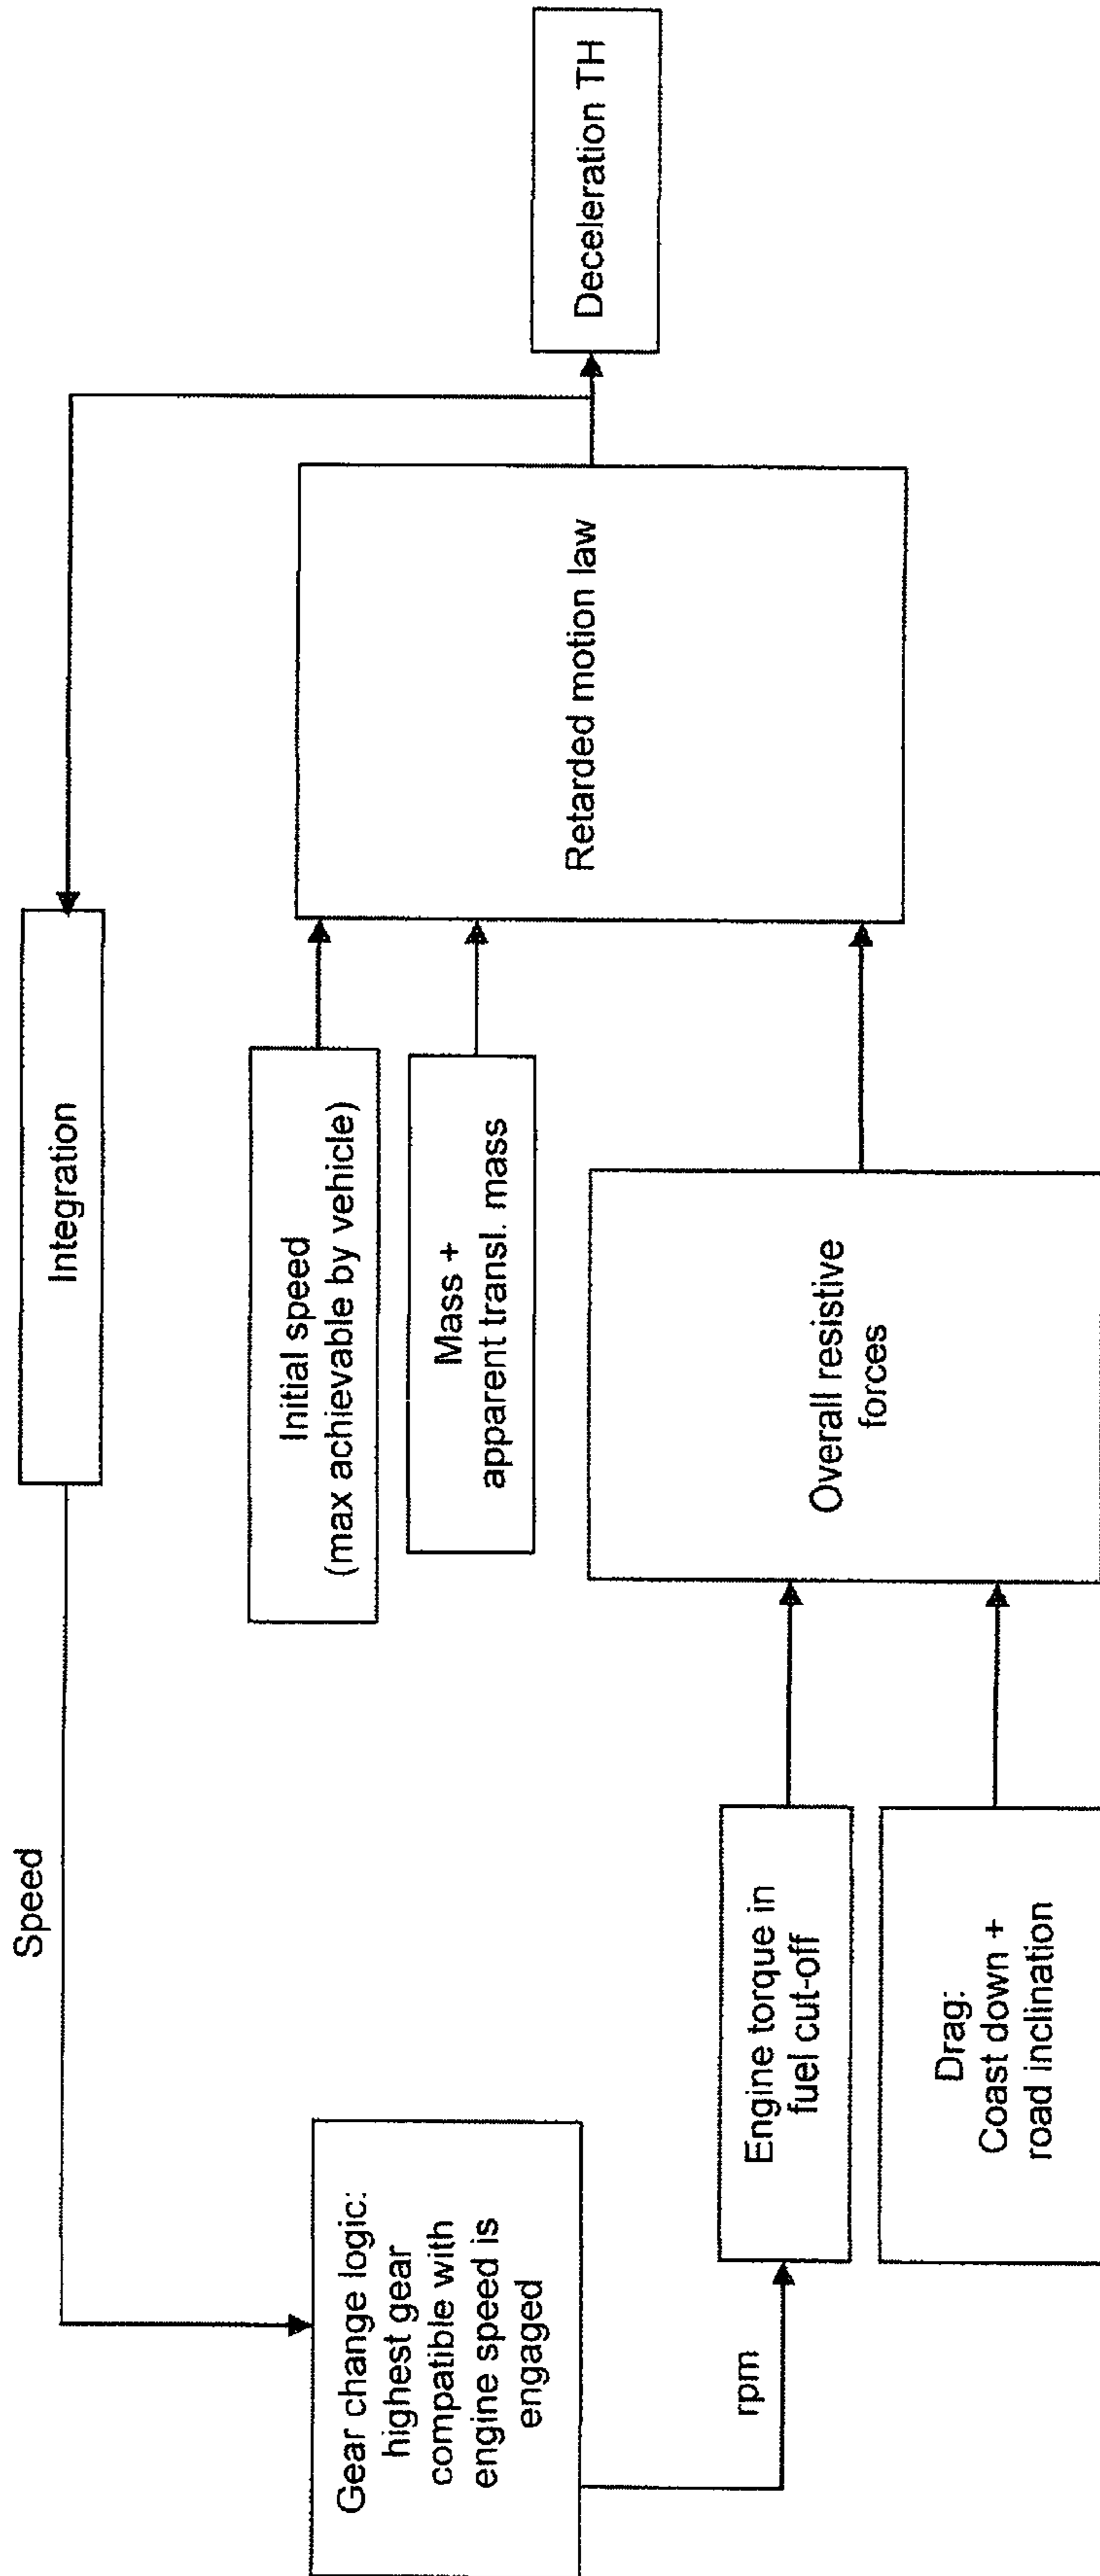 Speed
Integration
Gear change logic:
highest gear
compatible with
engine speed is
engaged
Initial speed
(max achievable by vehicle)
Mass +
apparent transl. mass
Retarded motion law
Deceleration TH
rpm
Engine torque in
fuel cut-off
Drag:
Coast down +
road inclination
Overall resistive
forces